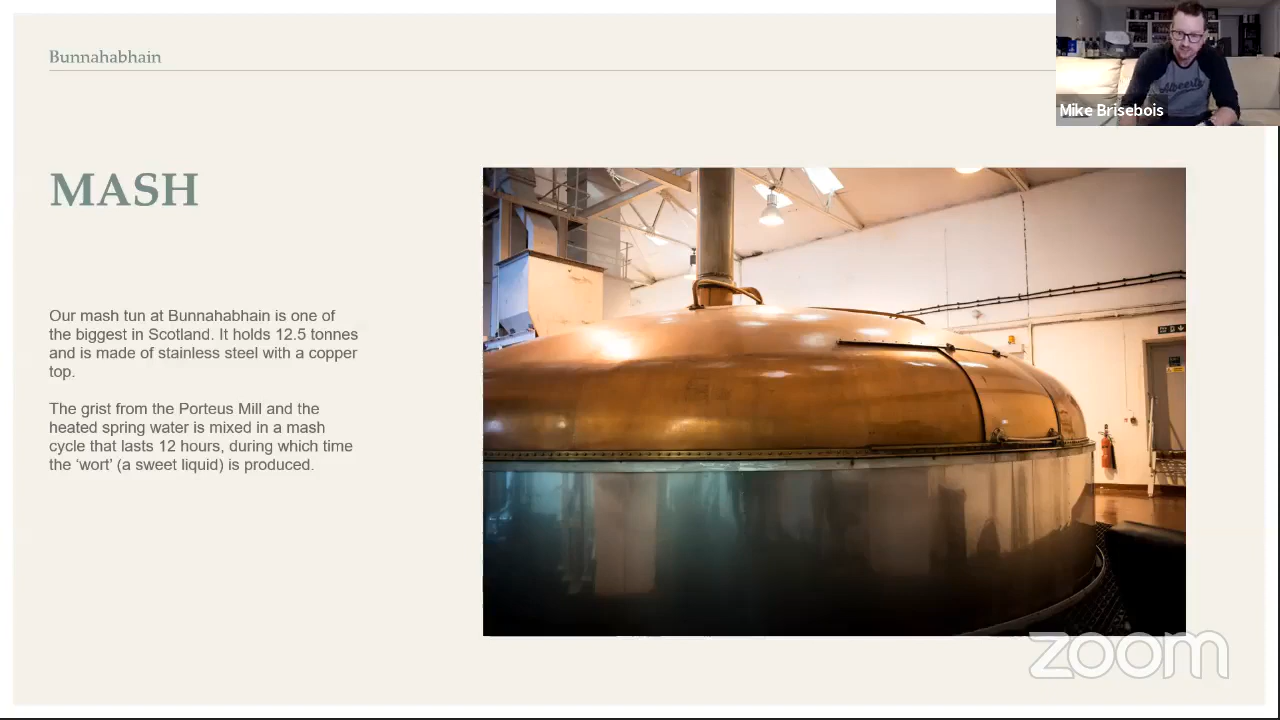 Bunnahabhain
Mike Brisebois
MASH
Our mash tun at Bunnahabhain is one of
the biggest in Scotland. It holds 12.5 tonnes
and is made of stainless steel with a copper
top.
The grist from the Porteus Mill and the
heated spring water is mixed in a mash
cycle that lasts 12 hours, during which time
the ‘wort’ (a sweet liquid) is produced.
zoom